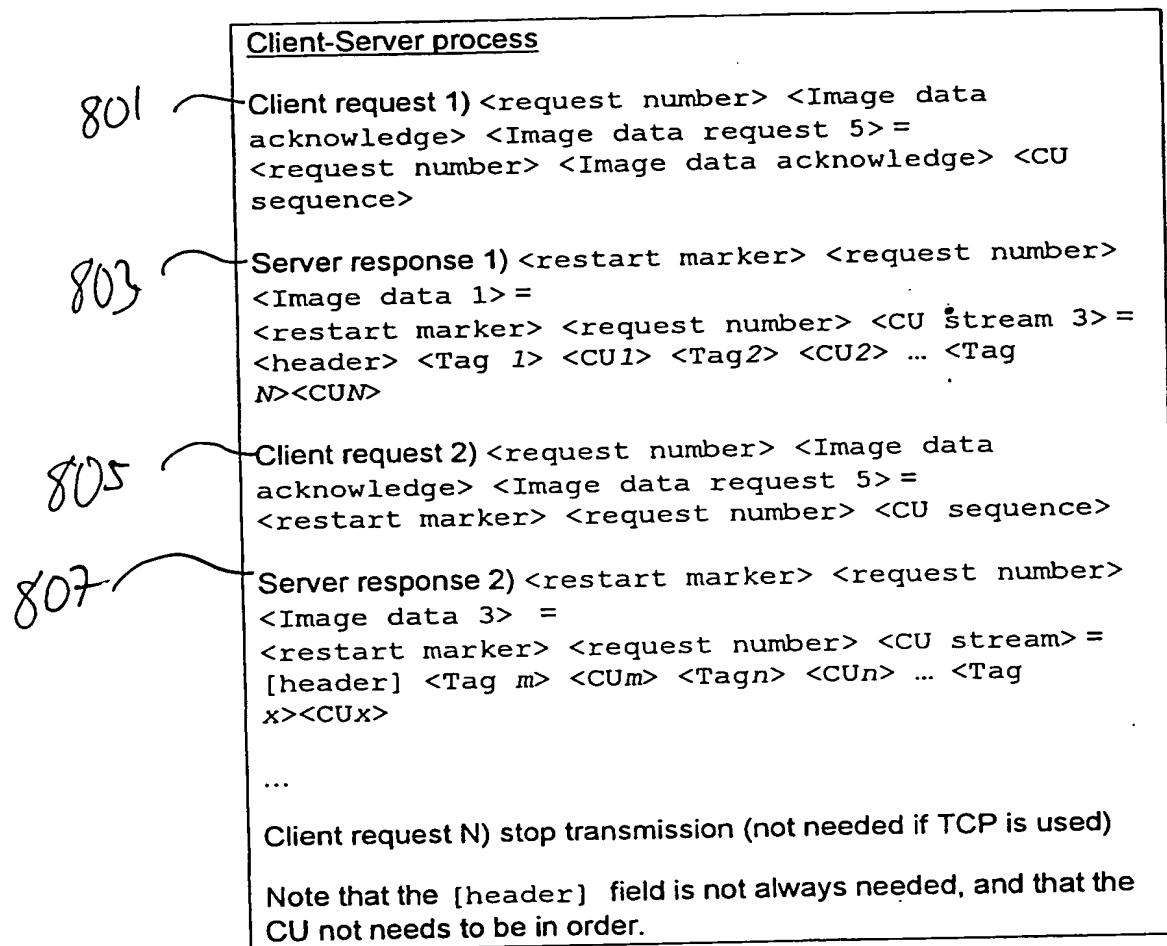 Client-Server process
801
Client request 1) <request number> <Image data
acknowledge> <Image data request 5> =
<request number> <Image data acknowledge> <CU
sequence>
803
Server response 1) <restart marker> <request number>
<Image data 1> =
<restart marker> <request number> <CU stream 3> =
<header> <Tag 1> <CU1> <Tag2> <CU2> … <Tag
N><CUN>
805
Client request 2) <request number> <Image data
acknowledge> <Image data request 5> =
<restart marker> <request number> <CU sequence>
807
Server response 2) <restart marker> <request number>
<Image data 3> =
<restart marker> <request number> <CU stream> =
[header] <Tag m> <CUm> <Tagn> <CUn> … <Tag
x><CUx>
…
Client request N) stop transmission (not needed if TCP is used)
Note that the [header] field is not always needed, and that the
CU not needs to be in order.